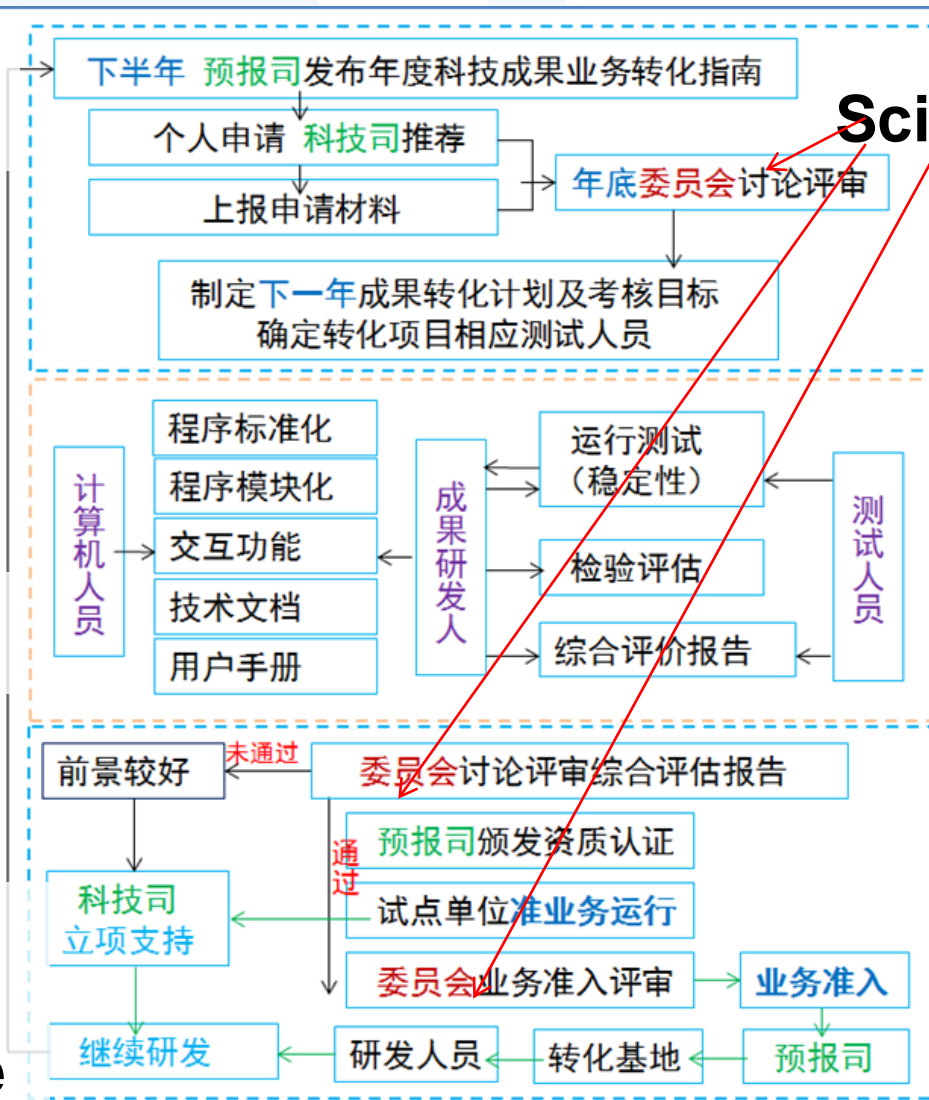 下半年 预报司发布年度科技成果业务转化指南
Sci
个人申请 科技司推荐
年底委员会讨论评审
上报申请材料
制定下一年成果转化计划及考核目标
确定转化项目相应测试人员
计算机人员
程序标准化
程序模块化
交互功能
技术文档
用户手册
成果研发人
运行测试
（稳定性）
检验评估
综合评价报告
测试人员
前景较好
未通过
委员会讨论评审综合评估报告
通过
预报司颁发资质认证
科技司
立项支持
试点单位准业务运行
委员会业务准入评审
业务准入
继续研发
研发人员
转化基地
预报司
e